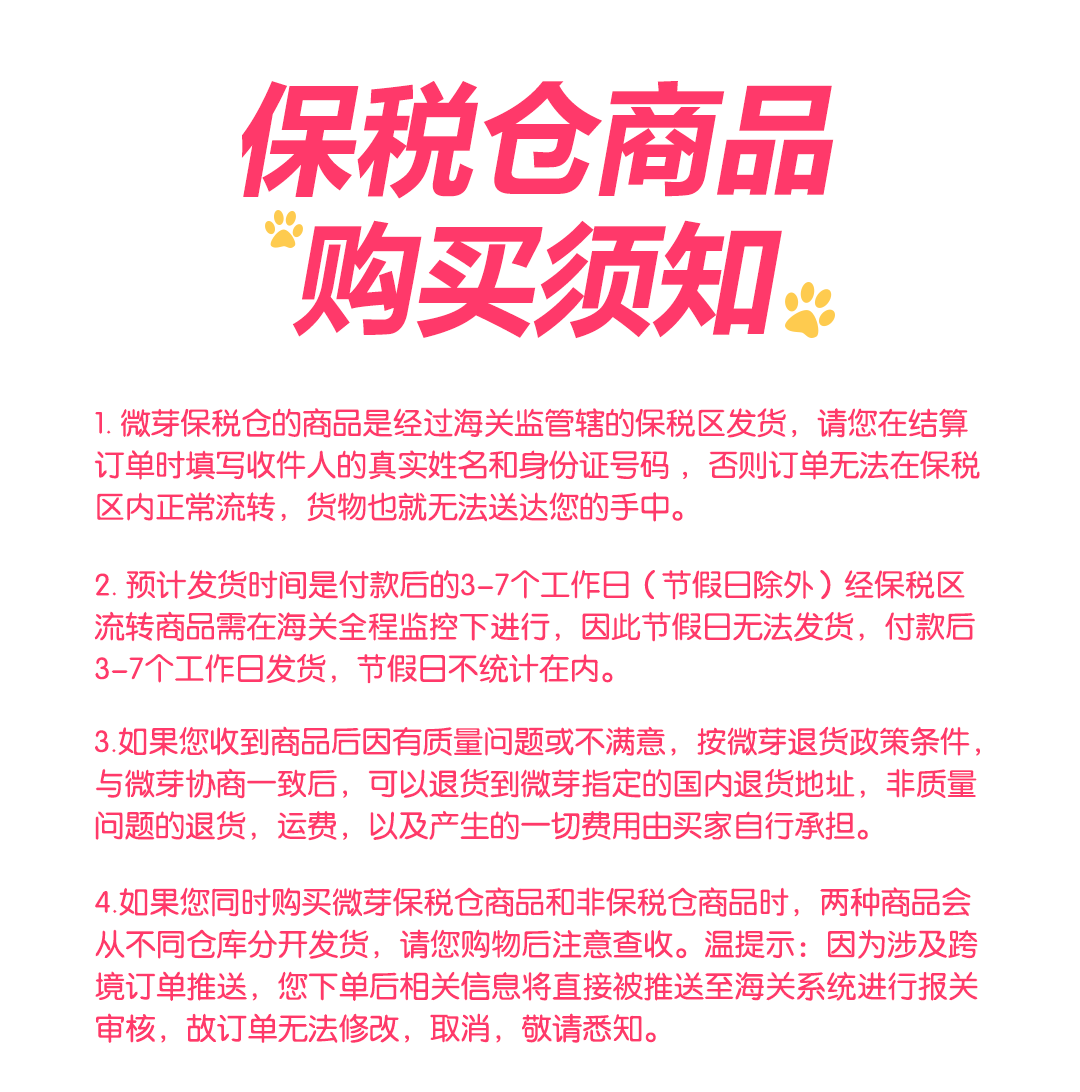 保税仓商品
购买须知
1. 微芽保税仓的商品是经过海关监管辖的保税区发货，请您在结算
订单时填写收件人的真实姓名和身份证号码 ，否则订单无法在保税
区内正常流转，货物也就无法送达您的手中。
2. 预计发货时间是付款后的3-7个工作日（节假日除外）经保税区
流转商品需在海关全程监控下进行，因此节假日无法发货，付款后
3-7个工作日发货，节假日不统计在内。
3.如果您收到商品后因有质量问题或不满意，按微芽退货政策条件，
与微芽协商一致后，可以退货到微芽指定的国内退货地址，非质量
问题的退货，运费，以及产生的一切费用由买家自行承担。
4.如果您同时购买微芽保税仓商品和非保税仓商品时，两种商品会
从不同仓库分开发货，请您购物后注意查收。温提示：因为涉及跨
境订单推送，您下单后相关信息将直接被推送至海关系统进行报关
审核，故订单无法修改，取消，敬请悉知。